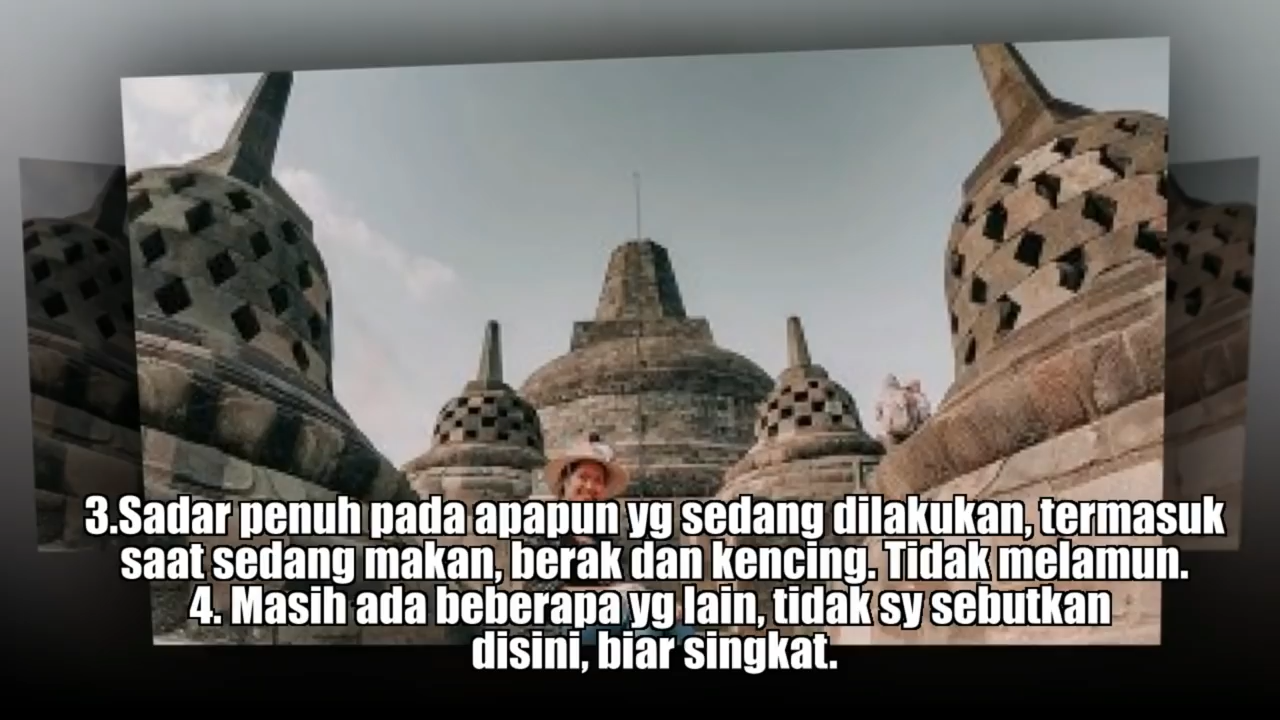 3.Sadar penuh pada apapun yg sedang dilakukan, termasuk
saat sedang makan, berak dan kencing. Tidak melamun.
4. Masih ada beberapa yg lain, tidak sy sebutkan
disini, biar singkat.